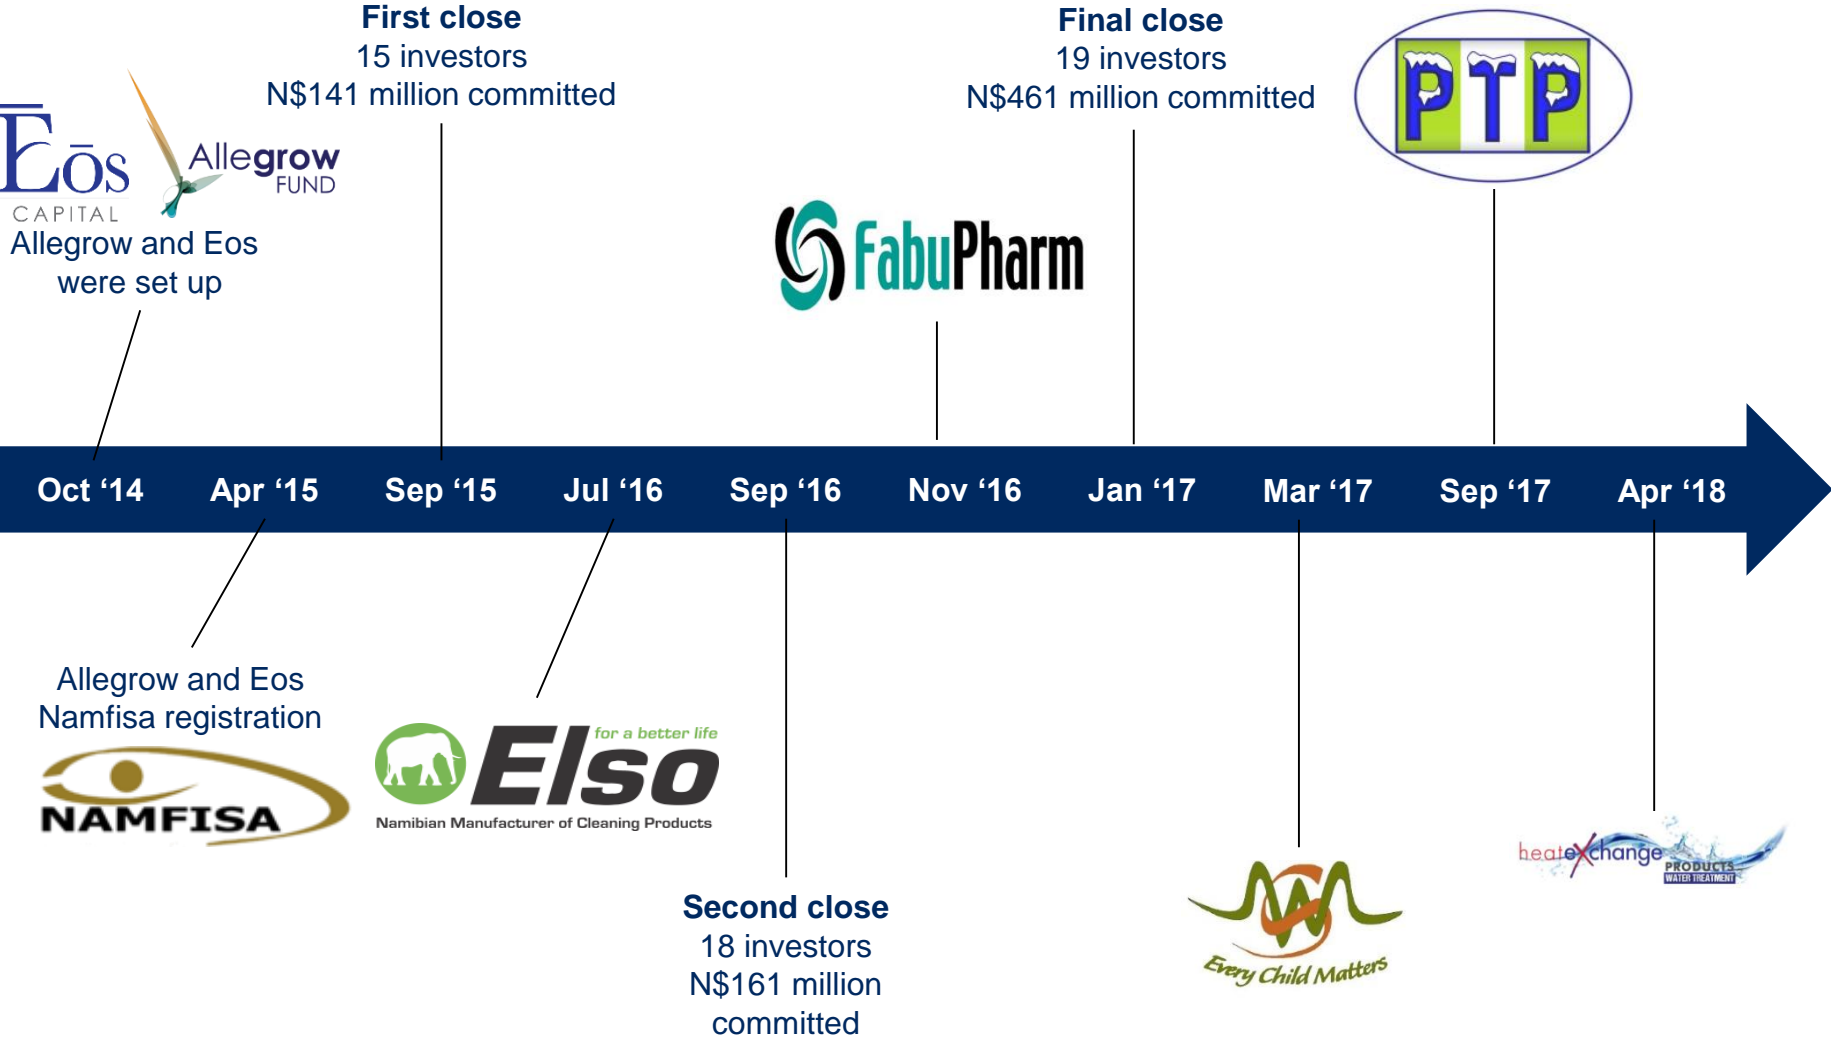 First close
15 investors
N$141 million committed
Final close
19 investors
N$461 million committed
PTP
Eōs
CAPITAL
Allegrow
FUND
Allegrow and Eos
were set up
FabuPharm
Oct ‘14
Apr ‘15
Sep ‘15
Jul ‘16
Sep ‘16
Nov ‘16
Jan ‘17
Mar ‘17
Sep ‘17
Apr ‘18
Allegrow and Eos
Namfisa registration
NAMFISA
for a better life
Elso
Namibian Manufacturer of Cleaning Products
Second close
18 investors
N$161 million
committed
Every Child Matters
heateXchange
PRODUCTS
WATER TREATMENT